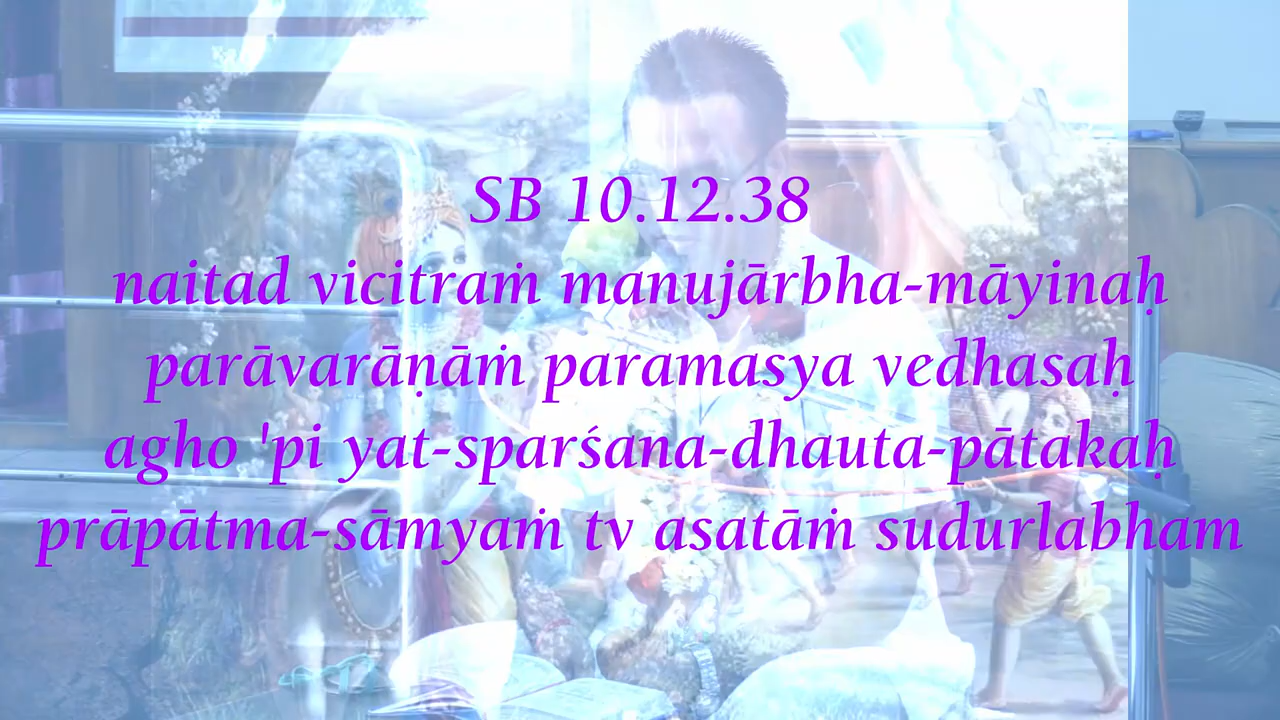 SB 10.12.38
naitad vicitraṁ manujārbha-māyinaḥ
parāvarāṇāṁ paramasya vedhasaḥ
agho 'pi yat-sparśana-dhauta-pātakaḥ
prāpātma-sāmyaṁ tv asatāṁ sudurlabham